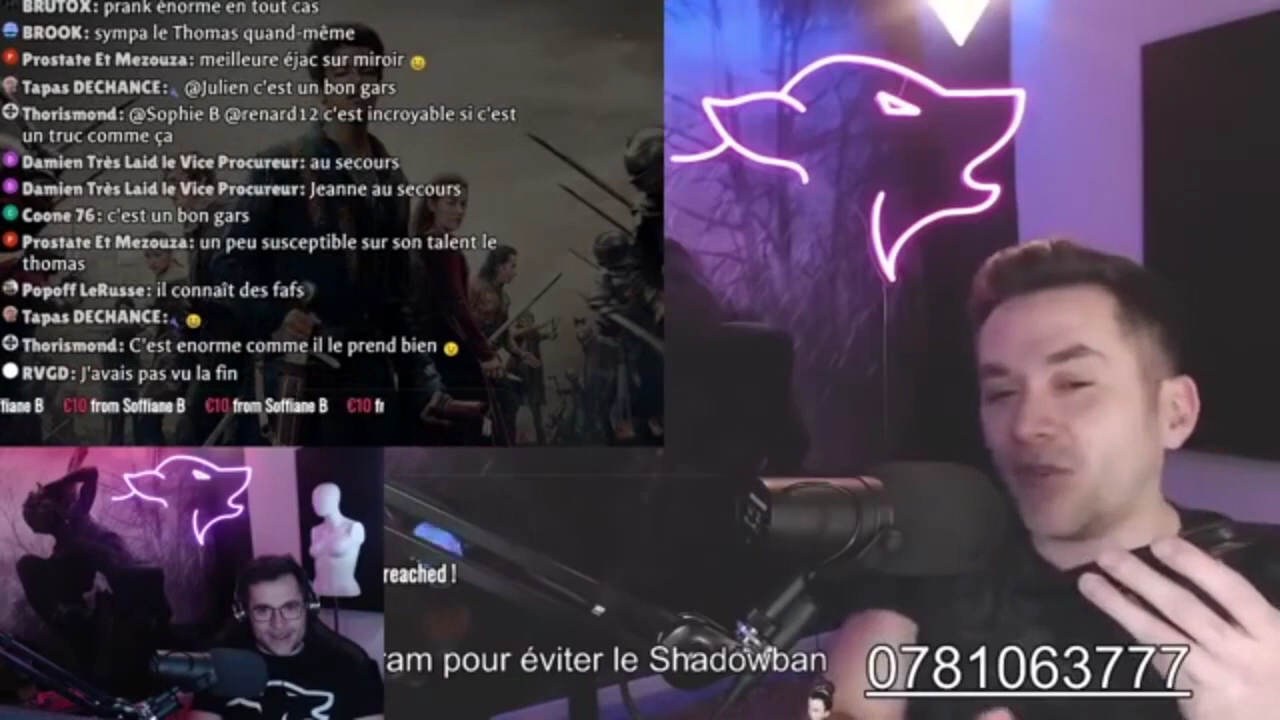 BRUTOX: prank énorme en tout cas
BROOK: sympa le Thomas quand-même
Prostate Et Mezouza: meilleure éjac sur miroir
Tapas DECHANCE: @Julien c'est un bon gars
Thorismond: @Sophie B @renard12 c'est incroyable si c'est
un truc comme ça
Damien Très Laid le Vice Procureur: au secours
Damien Très Laid le Vice Procureur: Jeanne au secours
Coone 76: c'est un bon gars
Prostate Et Mezouza: un peu susceptible sur son talent le
thomas
Popoff LeRusse: il connaît des fafs
Tapas DECHANCE:
Thorismond: C'est enorme comme il le prend bien
RVGD: J'avais pas vu la fin
fiane B €10 from Soffiane B €10 from Soffiane B €10 fr
reached !
ram pour éviter le Shadowban
0781063777